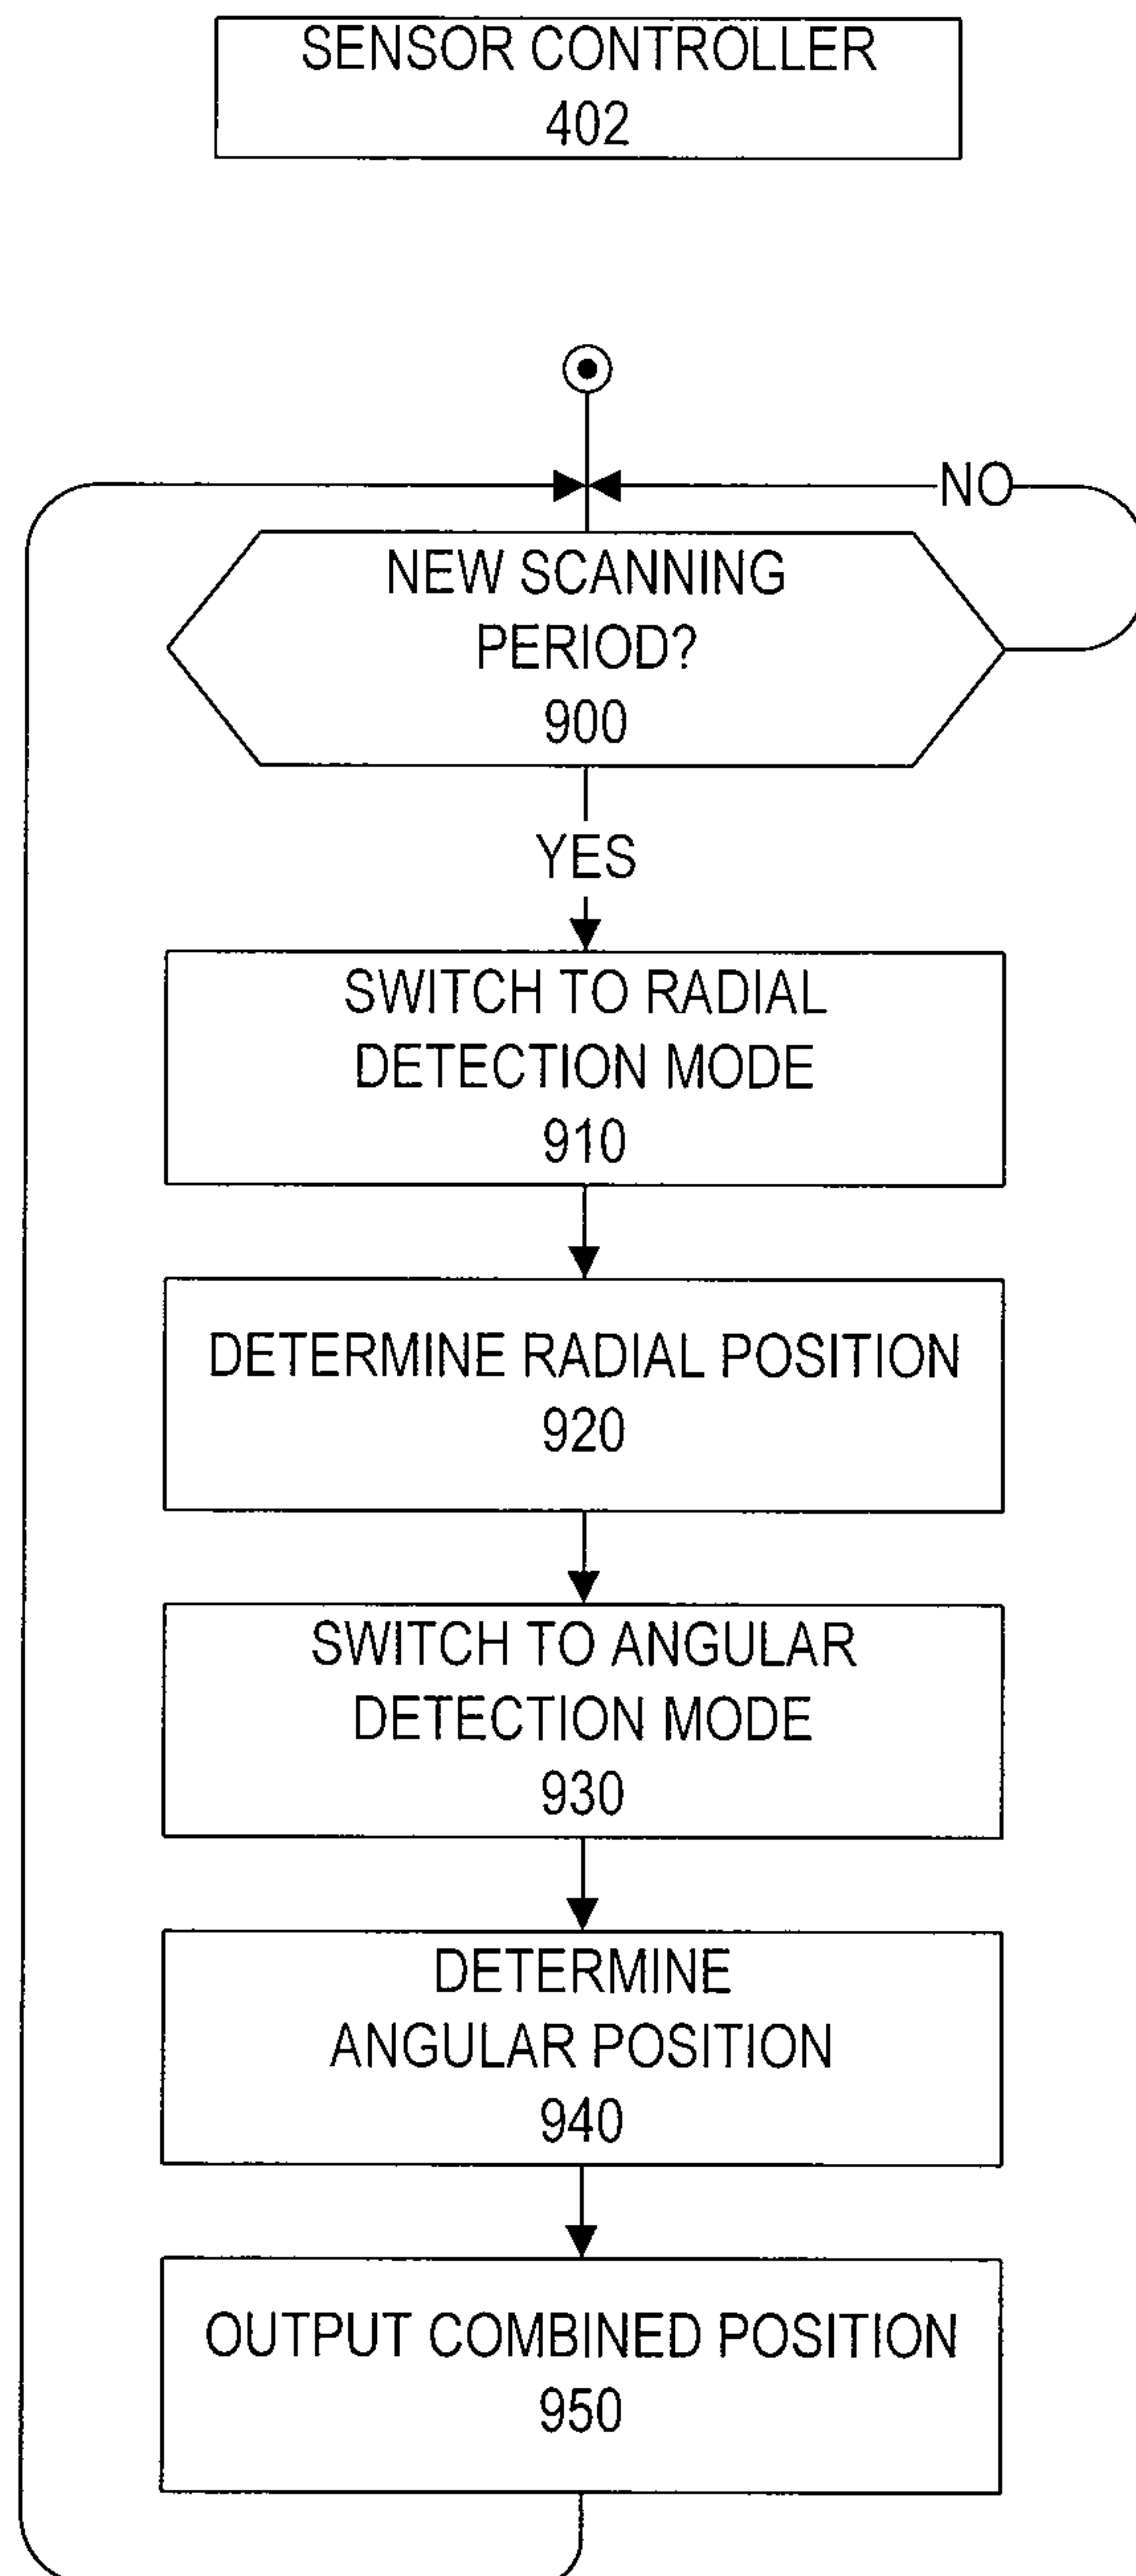 SENSOR CONTROLLER
402
NO
NEW SCANNING
PERIOD?
900
YES
SWITCH TO RADIAL
DETECTION MODE
910
DETERMINE RADIAL POSITION
920
SWITCH TO ANGULAR
DETECTION MODE
930
DETERMINE
ANGULAR POSITION
940
OUTPUT COMBINED POSITION
950